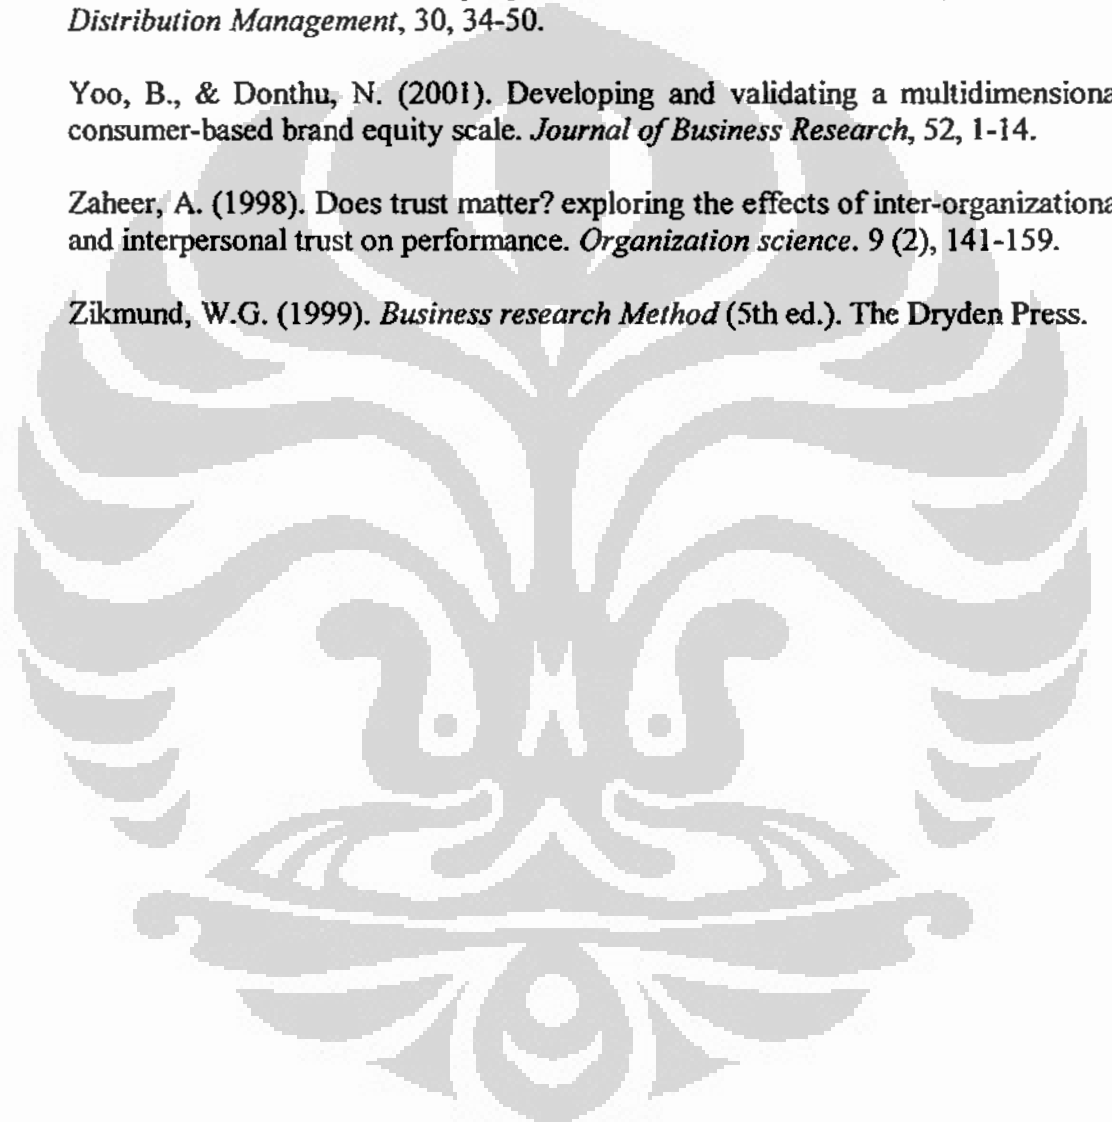 Distribution Management, 30, 34-50.
Yoo, B., & Donthu, N. (2001). Developing and validating a multidimensiona
consumer-based brand equity scale. Journal of Business Research, 52, 1-14.
Zaheer, A. (1998). Does trust matter? exploring the effects of inter-organizationa
and interpersonal trust on performance. Organization science. 9 (2), 141-159.
Zikmund, W.G. (1999). Business research Method (5th ed.). The Dryden Press.